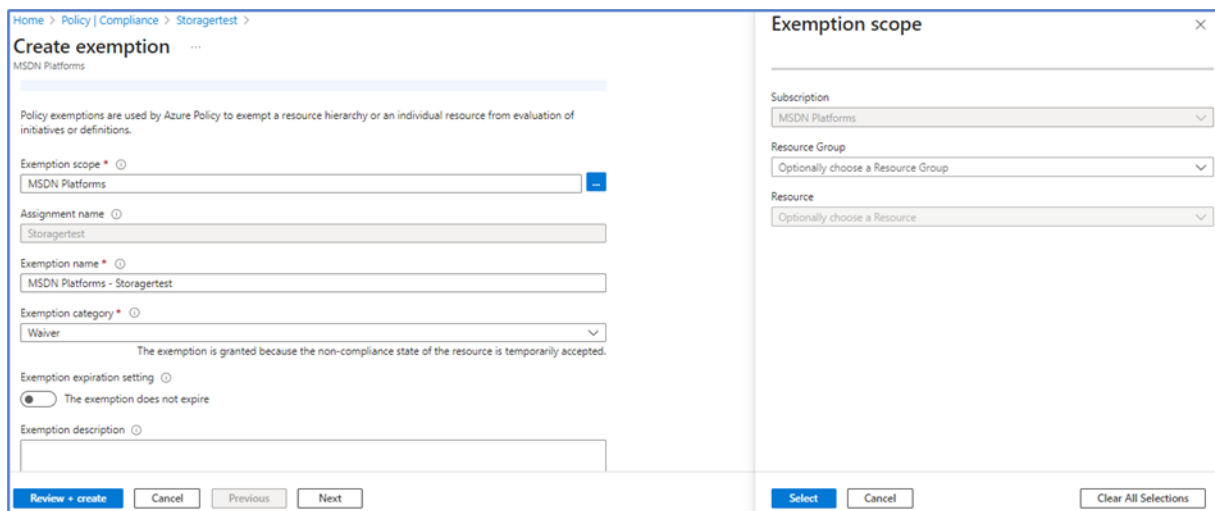 Home > Policy | Compliance > Storagertest >
Create exemption ...
MSDN Platforms
Policy exemptions are used by Azure Policy to exempt a resource hierarchy or an individual resource from evaluation of
initiatives or definitions.
Exemption scope *
MSDN Platforms
...
Assignment name
Storagertest
Exemption name *
MSDN Platforms - Storagertest
Exemption category *
Waiver
The exemption is granted because the non-compliance state of the resource is temporarily accepted.
Exemption expiration setting
The exemption does not expire
Exemption description
Review + create
Cancel
Previous
Next
Exemption scope
Subscription
MSDN Platforms
Resource Group
Optionally choose a Resource Group
Resource
Optionally choose a Resource
Select
Cancel
Clear All Selections